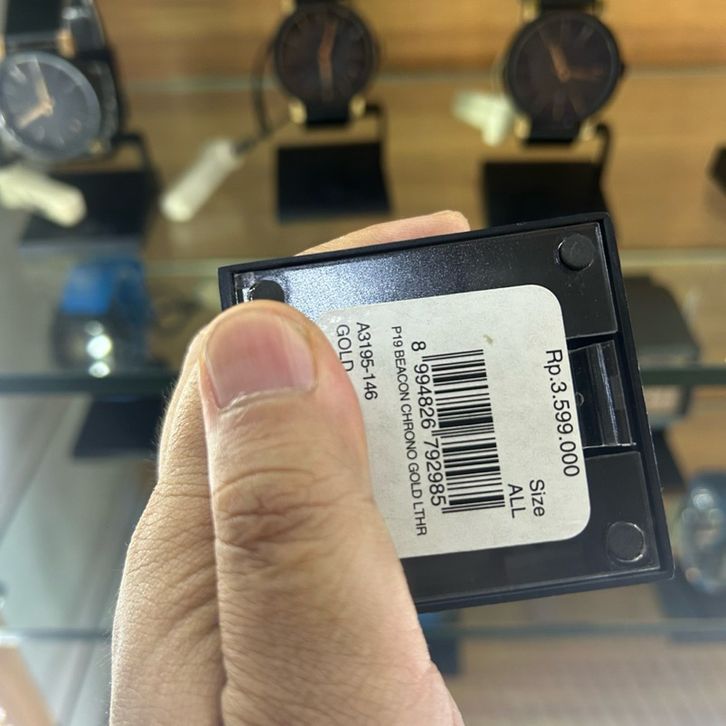 Rp.3.599.000
Size
ALL
8 994826 792985
P19 BEACON CHRONO GOLD LTHR
A3195-146
GOLD